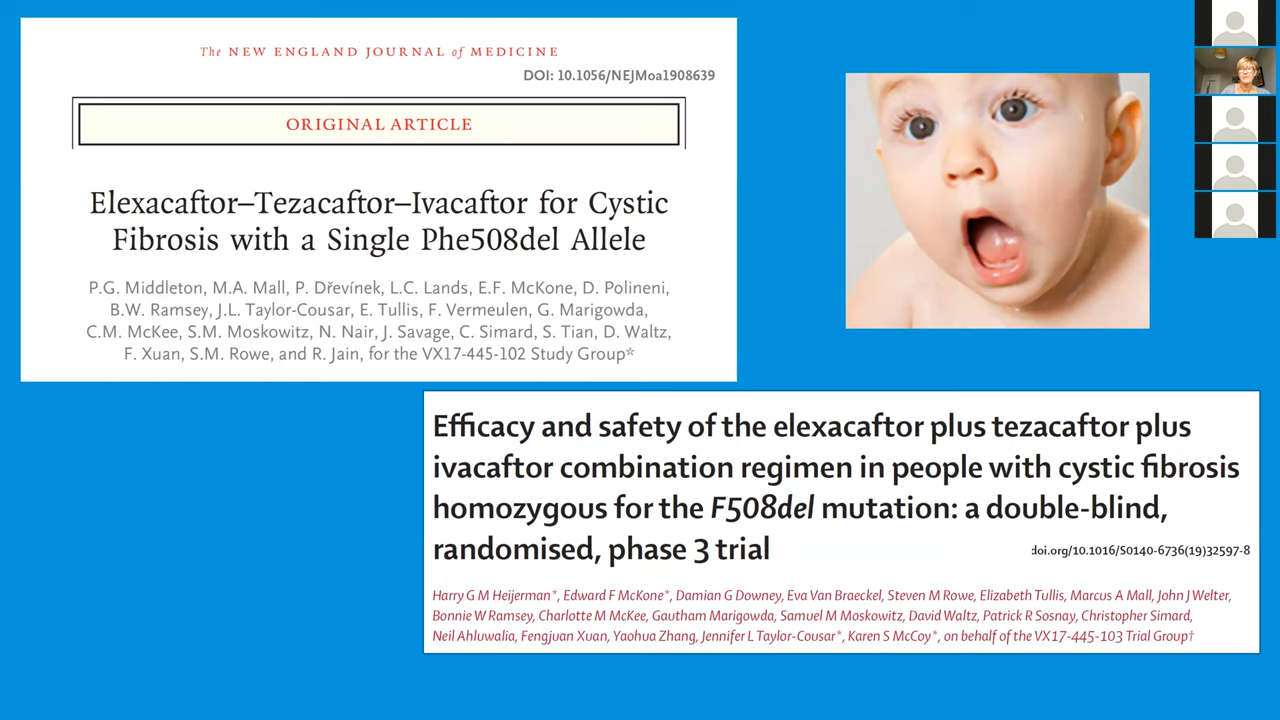 The NEW ENGLAND JOURNAL of MEDICINE
DOI: 10.1056/NEJMoa1908639
ORIGINAL ARTICLE
Elexacaftor–Tezacaftor–Ivacaftor for Cystic
Fibrosis with a Single Phe508del Allele
P.G. Middleton, M.A. Mall, P. Dřevínek, L.C. Lands, E.F. McKone, D. Polineni,
B.W. Ramsey, J.L. Taylor-Cousar, E. Tullis, F. Vermeulen, G. Marigowda,
C.M. McKee, S.M. Moskowitz, N. Nair, J. Savage, C. Simard, S. Tian, D. Waltz,
F. Xuan, S.M. Rowe, and R. Jain, for the VX17-445-102 Study Group*
Efficacy and safety of the elexacaftor plus tezacaftor plus
ivacaftor combination regimen in people with cystic fibrosis
homozygous for the F508del mutation: a double-blind,
randomised, phase 3 trial
doi.org/10.1016/S0140-6736(19)32597-8
Harry G M Heijerman*, Edward F McKone*, Damian G Downey, Eva Van Braeckel, Steven M Rowe, Elizabeth Tullis, Marcus A Mall, John J Welter,
Bonnie W Ramsey, Charlotte M McKee, Gautham Marigowda, Samuel M Moskowitz, David Waltz, Patrick R Sosnay, Christopher Simard,
Neil Ahluwalia, Fengjuan Xuan, Yaohua Zhang, Jennifer L Taylor-Cousar*, Karen S McCoy*, on behalf of the VX17-445-103 Trial Group†